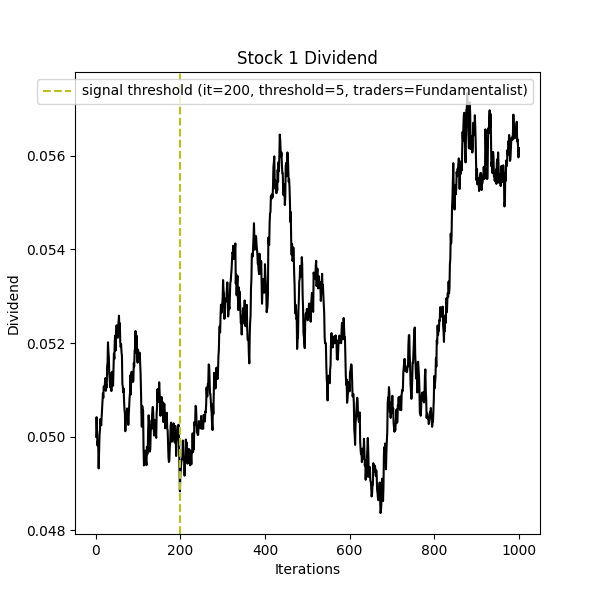 Stock 1 Dividend
signal threshold (it=200, threshold=5, traders=Fundamentalist)
0.056
0.054
0.052
0.050
0.048
Dividend
0
200
400
600
800
1000
Iterations